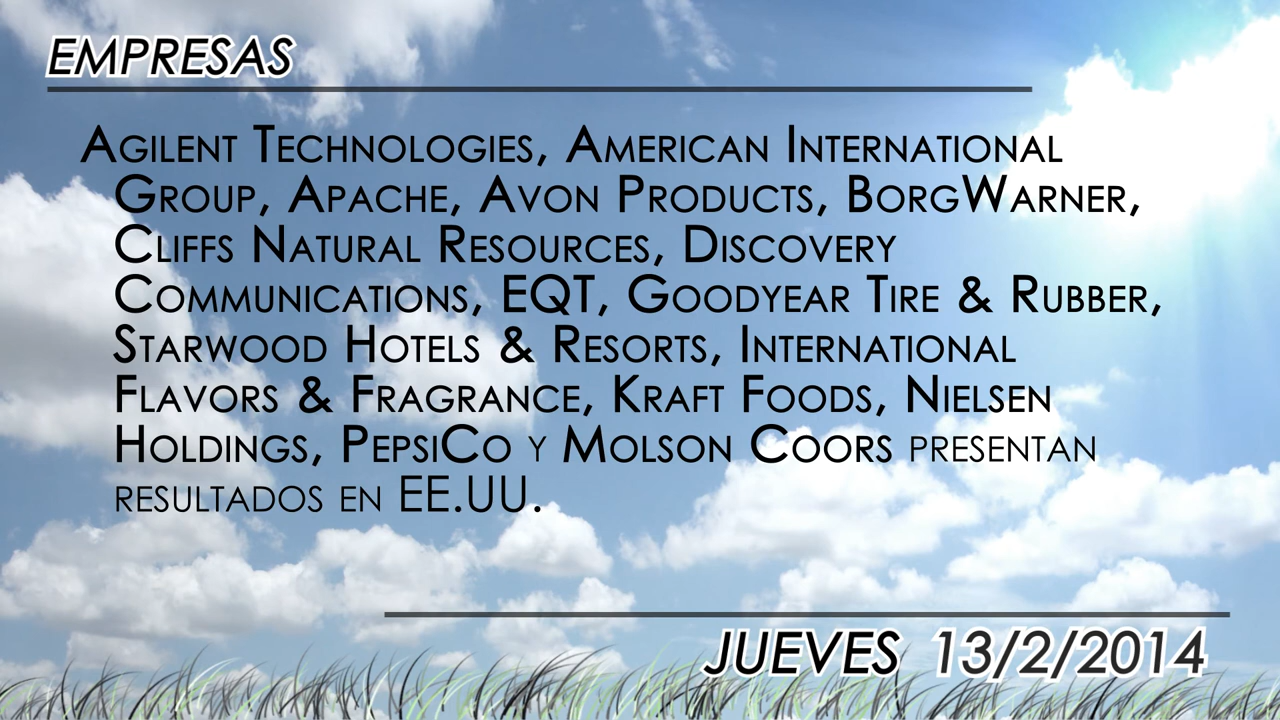 EMPRESAS
Agilent Technologies, American International
Group, Apache, Avon Products, BorgWarner,
Cliffs Natural Resources, Discovery
Communications, EQT, Goodyear Tire & Rubber,
Starwood Hotels & Resorts, International
Flavors & Fragrance, Kraft Foods, Nielsen
Holdings, PepsiCo y Molson Coors presentan
resultados en EE.UU.
JUEVES 13/2/2014